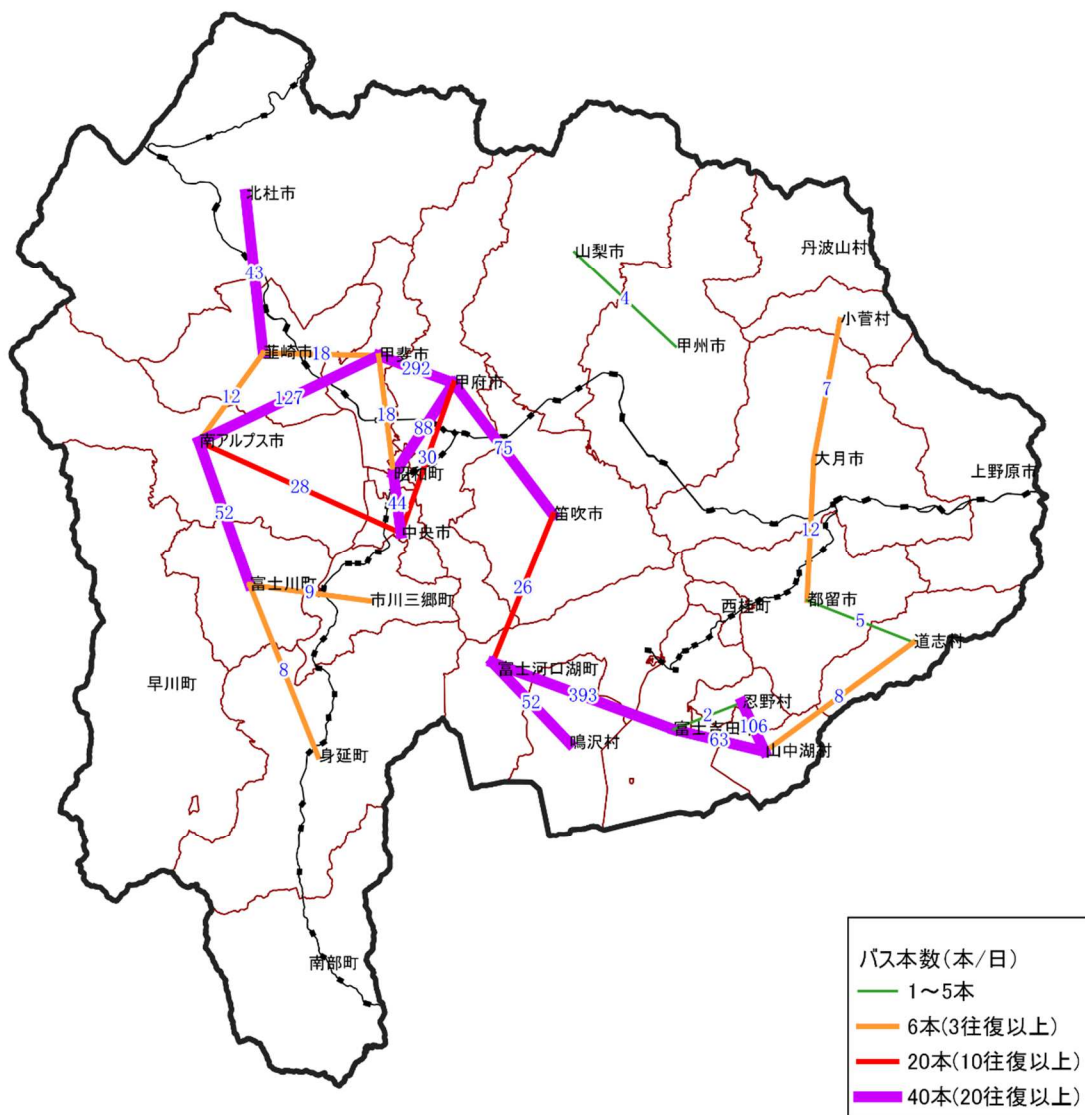 北杜市
山梨市
丹波山村
43
4
小菅村
韮崎市
18
甲斐市
甲州市
292
甲府市
7
12
127
18
88
南アルプス市
30
75
大月市
昭和町
上野原市
28
44
52
笛吹市
中央市
12
富士川町
9
市川三郷町
26
西桂町
都留市
5
道志村
8
早川町
富士河口湖町
393
忍野村
8
52
2
106
富士吉田
63
鳴沢村
山中湖村
身延町
南部町
バス本数(本/日)
1～5本
6本(3往復以上)
20本(10往復以上)
40本(20往復以上)